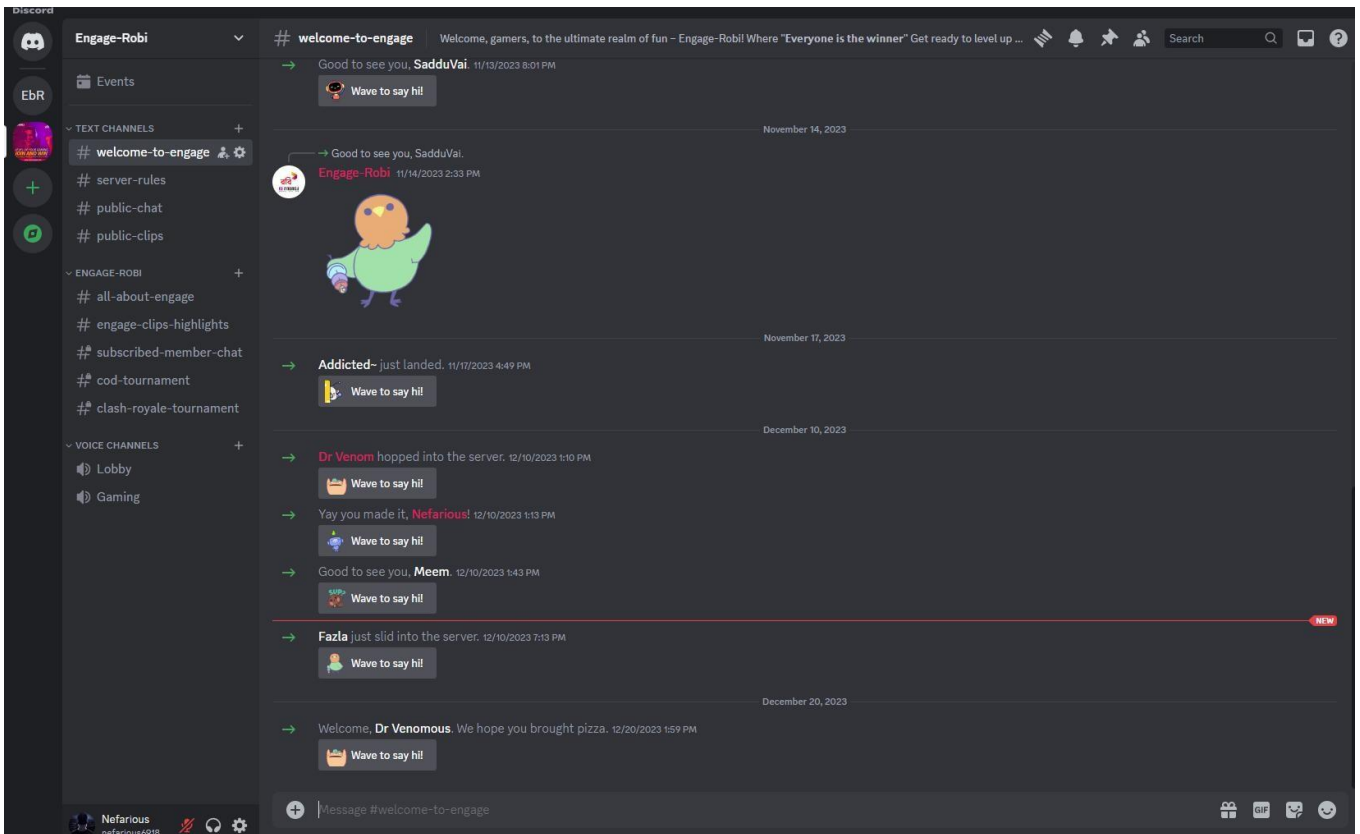 Discord
Engage-Robi
Events
EbR
TEXT CHANNELS
# welcome-to-engage
# server-rules
# public-chat
# public-clips
ENGAGE-ROBI
# all-about-engage
# engage-clips-highlights
# subscribed-member-chat
# cod-tournament
# clash-royale-tournament
VOICE CHANNELS
Lobby
Gaming
Nefarious
nefarious6918
# welcome-to-engage Welcome, gamers, to the ultimate realm of fun – Engage-Robi! Where "Everyone is the winner" Get ready to level up ... Search
Good to see you, SadduVai. 11/13/2023 8:01 PM
Wave to say hi!
November 14, 2023
Good to see you, SadduVai.
Engage-Robi 11/14/2023 2:33 PM
November 17, 2023
Addicted~ just landed. 11/17/2023 4:49 PM
Wave to say hi!
December 10, 2023
Dr Venom hopped into the server. 12/10/2023 1:10 PM
Wave to say hi!
Yay you made it, Nefarious! 12/10/2023 1:13 PM
Wave to say hi!
Good to see you, Meem. 12/10/2023 1:43 PM
Wave to say hi!
NEW
Fazla just slid into the server. 12/10/2023 7:13 PM
Wave to say hi!
December 20, 2023
Welcome, Dr Venomous. We hope you brought pizza. 12/20/2023 1:59 PM
Wave to say hi!
Message #welcome-to-engage
GIF